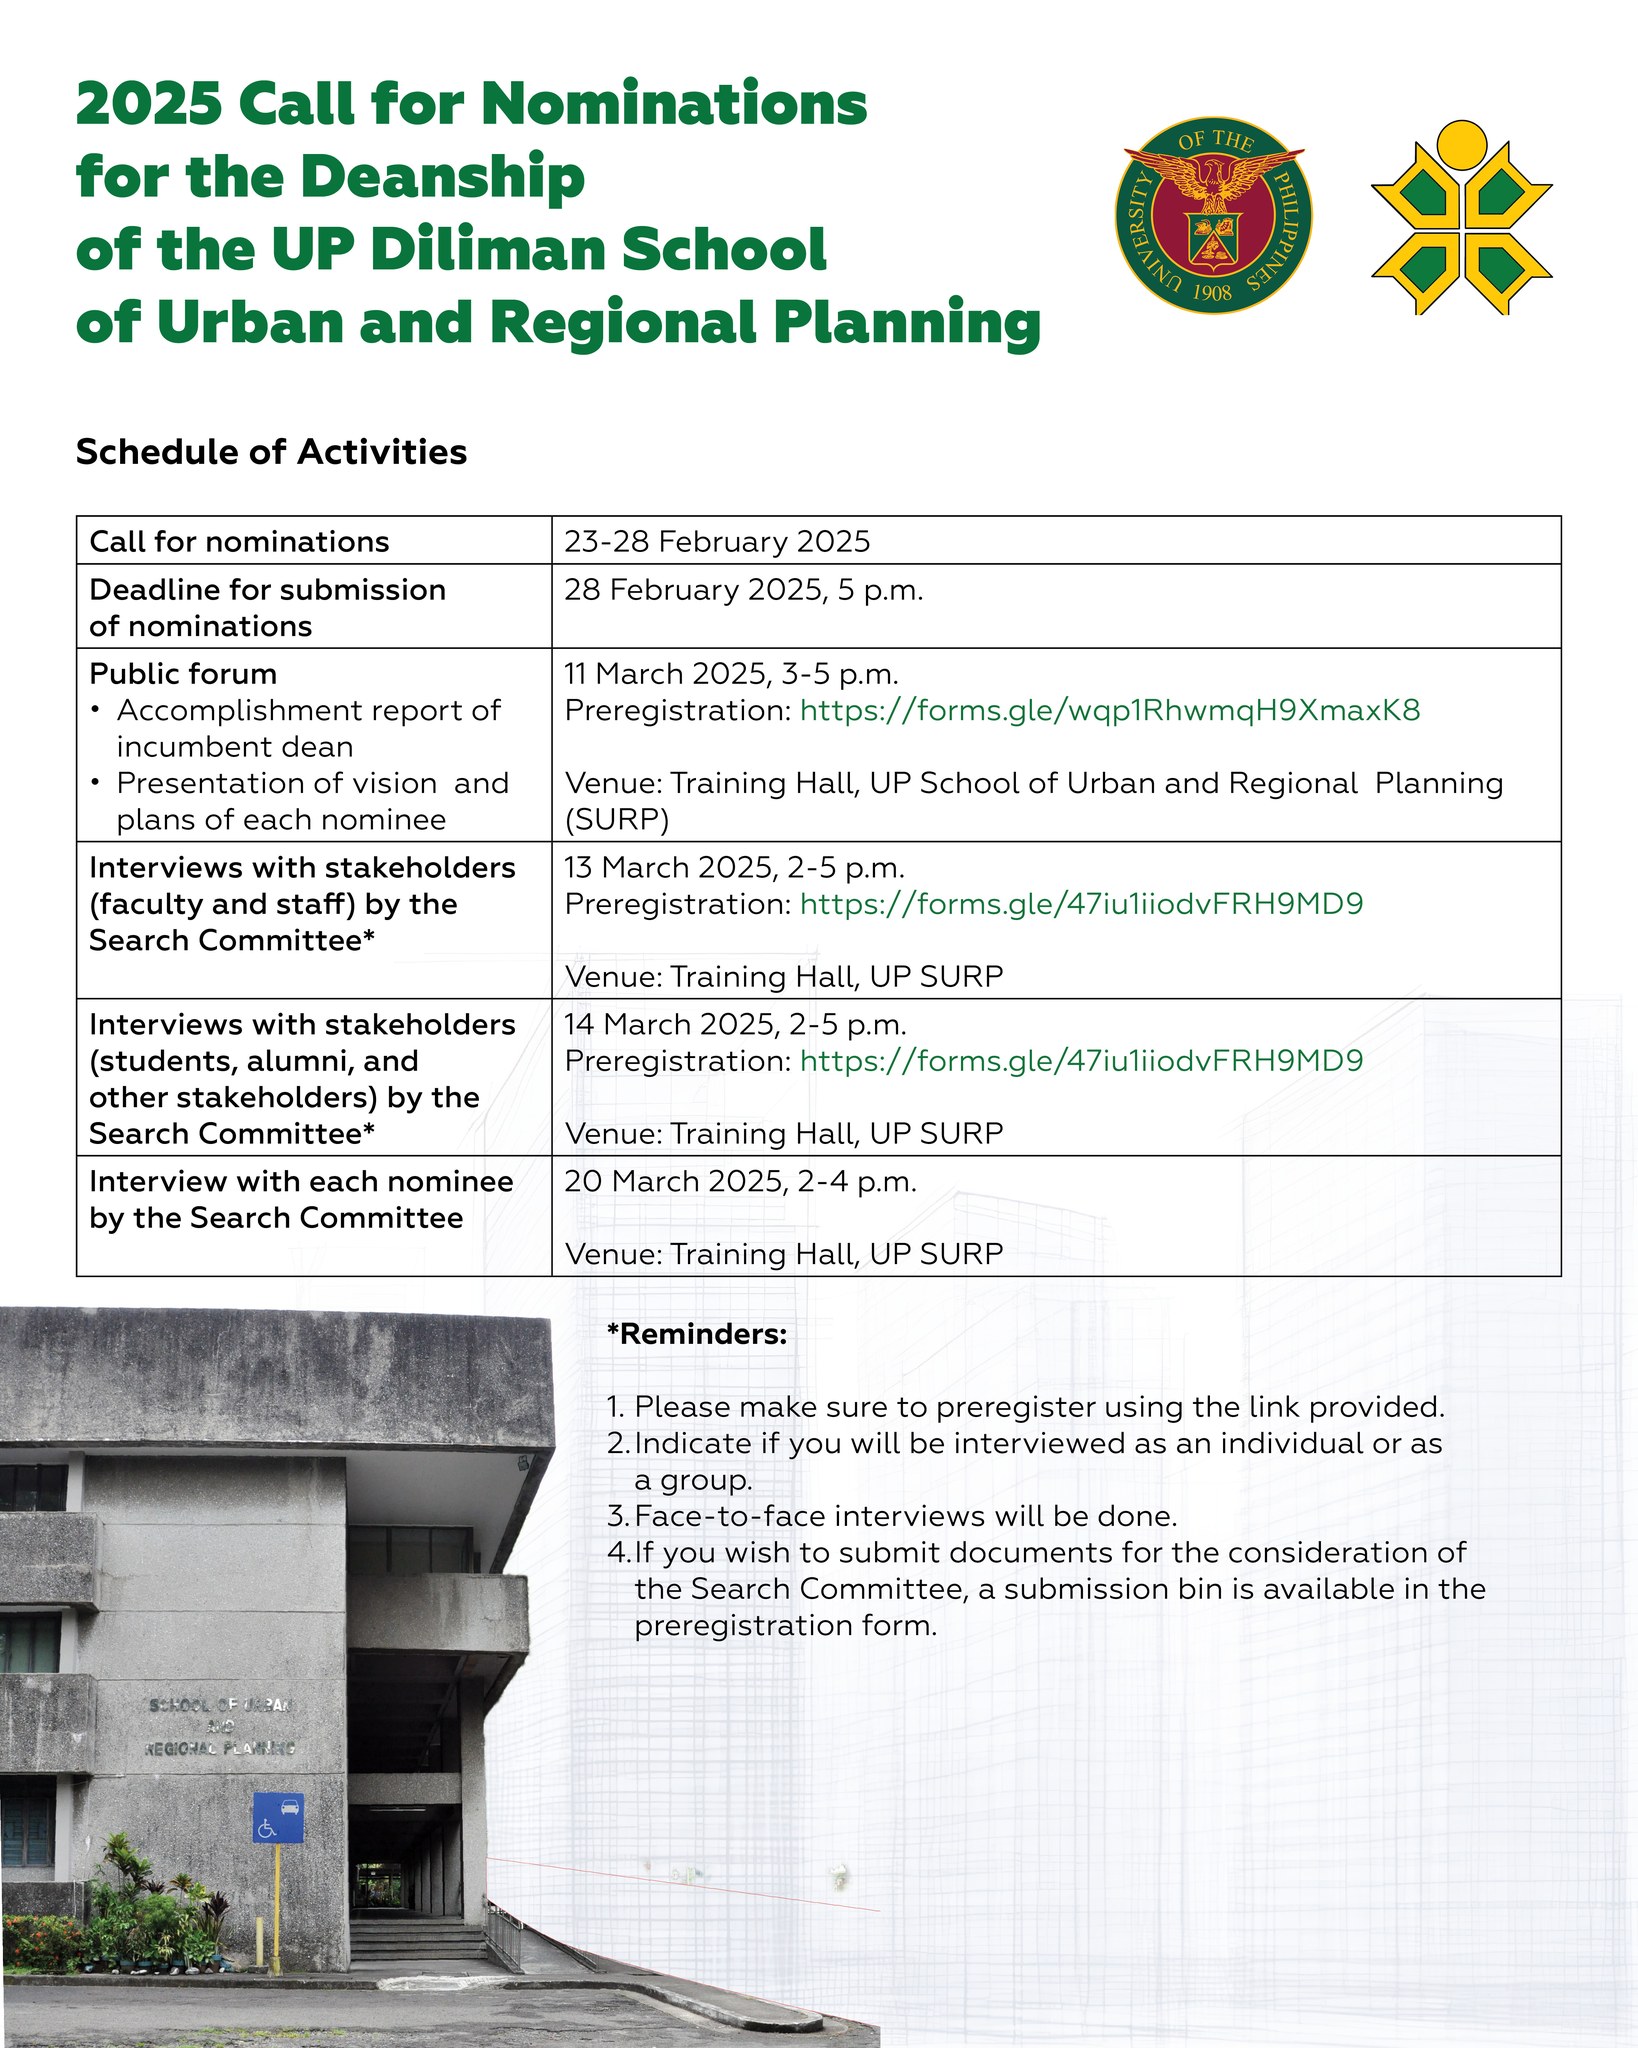 2025 Call for Nominations
for the Deanship
of the UP Diliman School
of Urban and Regional Planning
UNIVERSITY OF THE PHILIPPINES
1908
Schedule of Activities
Call for nominations
23-28 February 2025
Deadline for submission
of nominations
28 February 2025, 5 p.m.
Public forum
• Accomplishment report of
incumbent dean
• Presentation of vision and
plans of each nominee
11 March 2025, 3-5 p.m.
Preregistration: https://forms.gle/wqp1RhwmqH9XmaxK8
Venue: Training Hall, UP School of Urban and Regional Planning
(SURP)
Interviews with stakeholders
(faculty and staff) by the
Search Committee*
13 March 2025, 2-5 p.m.
Preregistration: https://forms.gle/47iu1iiodvFRH9MD9
Venue: Training Hall, UP SURP
Interviews with stakeholders
(students, alumni, and
other stakeholders) by the
Search Committee*
14 March 2025, 2-5 p.m.
Preregistration: https://forms.gle/47iu1iiodvFRH9MD9
Venue: Training Hall, UP SURP
Interview with each nominee
by the Search Committee
20 March 2025, 2-4 p.m.
Venue: Training Hall, UP SURP
*Reminders:
1. Please make sure to preregister using the link provided.
2. Indicate if you will be interviewed as an individual or as
a group.
3. Face-to-face interviews will be done.
4. If you wish to submit documents for the consideration of
the Search Committee, a submission bin is available in the
preregistration form.
SCHOOL OF URBAN
AND
REGIONAL PLANNING